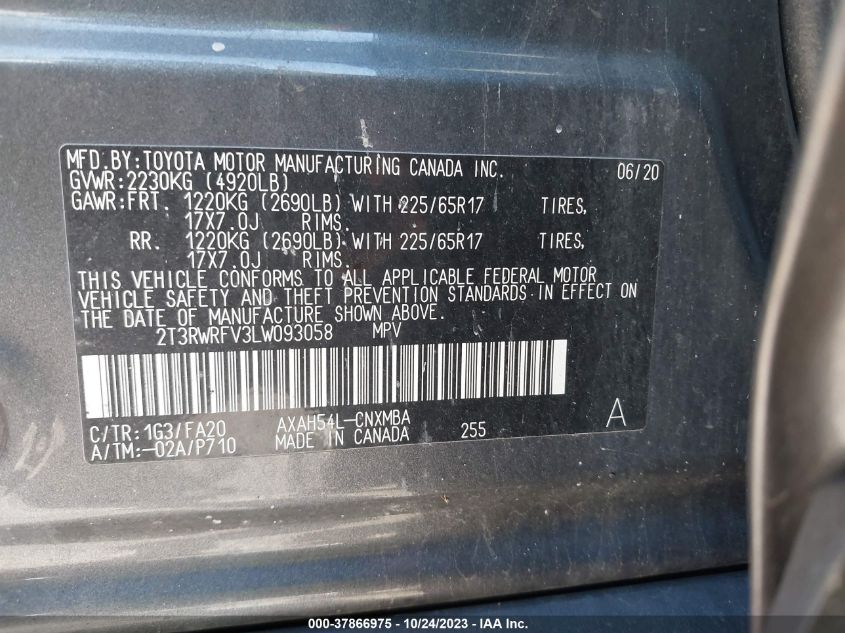 MFD.BY:TOYOTA MOTOR MANUFACTURING CANADA INC. 06/20
GVWR:2230KG (4920LB)
GAWR:FRT. 1220KG (2690LB) WITH 225/65R17 TIRES,
17X7.0J RIMS.
RR. 1220KG (2690LB) WITH 225/65R17 TIRES,
17X7.0J RIMS.
THIS VEHICLE CONFORMS TO ALL APPLICABLE FEDERAL MOTOR
VEHICLE SAFETY AND THEFT PREVENTION STANDARDS IN EFFECT ON
THE DATE OF MANUFACTURE SHOWN ABOVE.
2T3RWRFV3LW093058 MPV
C/TR:1G3/FA20 AXAH54L-CNXMBA A
A/TM:-02A/P710 MADE IN CANADA 255
000-37866975 - 10/24/2023 - IAAI.com